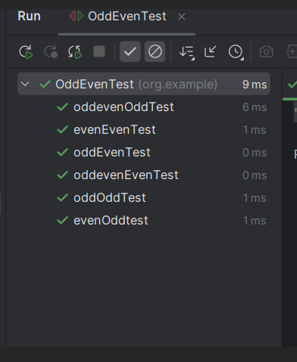 Run OddEvenTest
OddEvenTest (org.example) 9 ms
oddevenOddTest 6 ms
evenEvenTest 1 ms
oddEvenTest 0 ms
oddevenEvenTest 0 ms
oddOddTest 1 ms
evenOddtest 1 ms